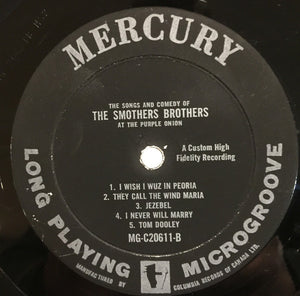 MERCURY
THE SONGS AND COMEDY OF
THE SMOTHERS BROTHERS
AT THE PURPLE ONION
A Custom High
Fidelity Recording
1. I WISH I WUZ IN PEORIA
2. THEY CALL THE WIND MARIA
3. JEZEBEL
4. I NEVER WILL MARRY
5. TOM DOOLEY
MG-C20611-B
LONG PLAYING MICROGROOVE
MANUFACTURED BY COLUMBIA RECORDS OF CANADA LTD.